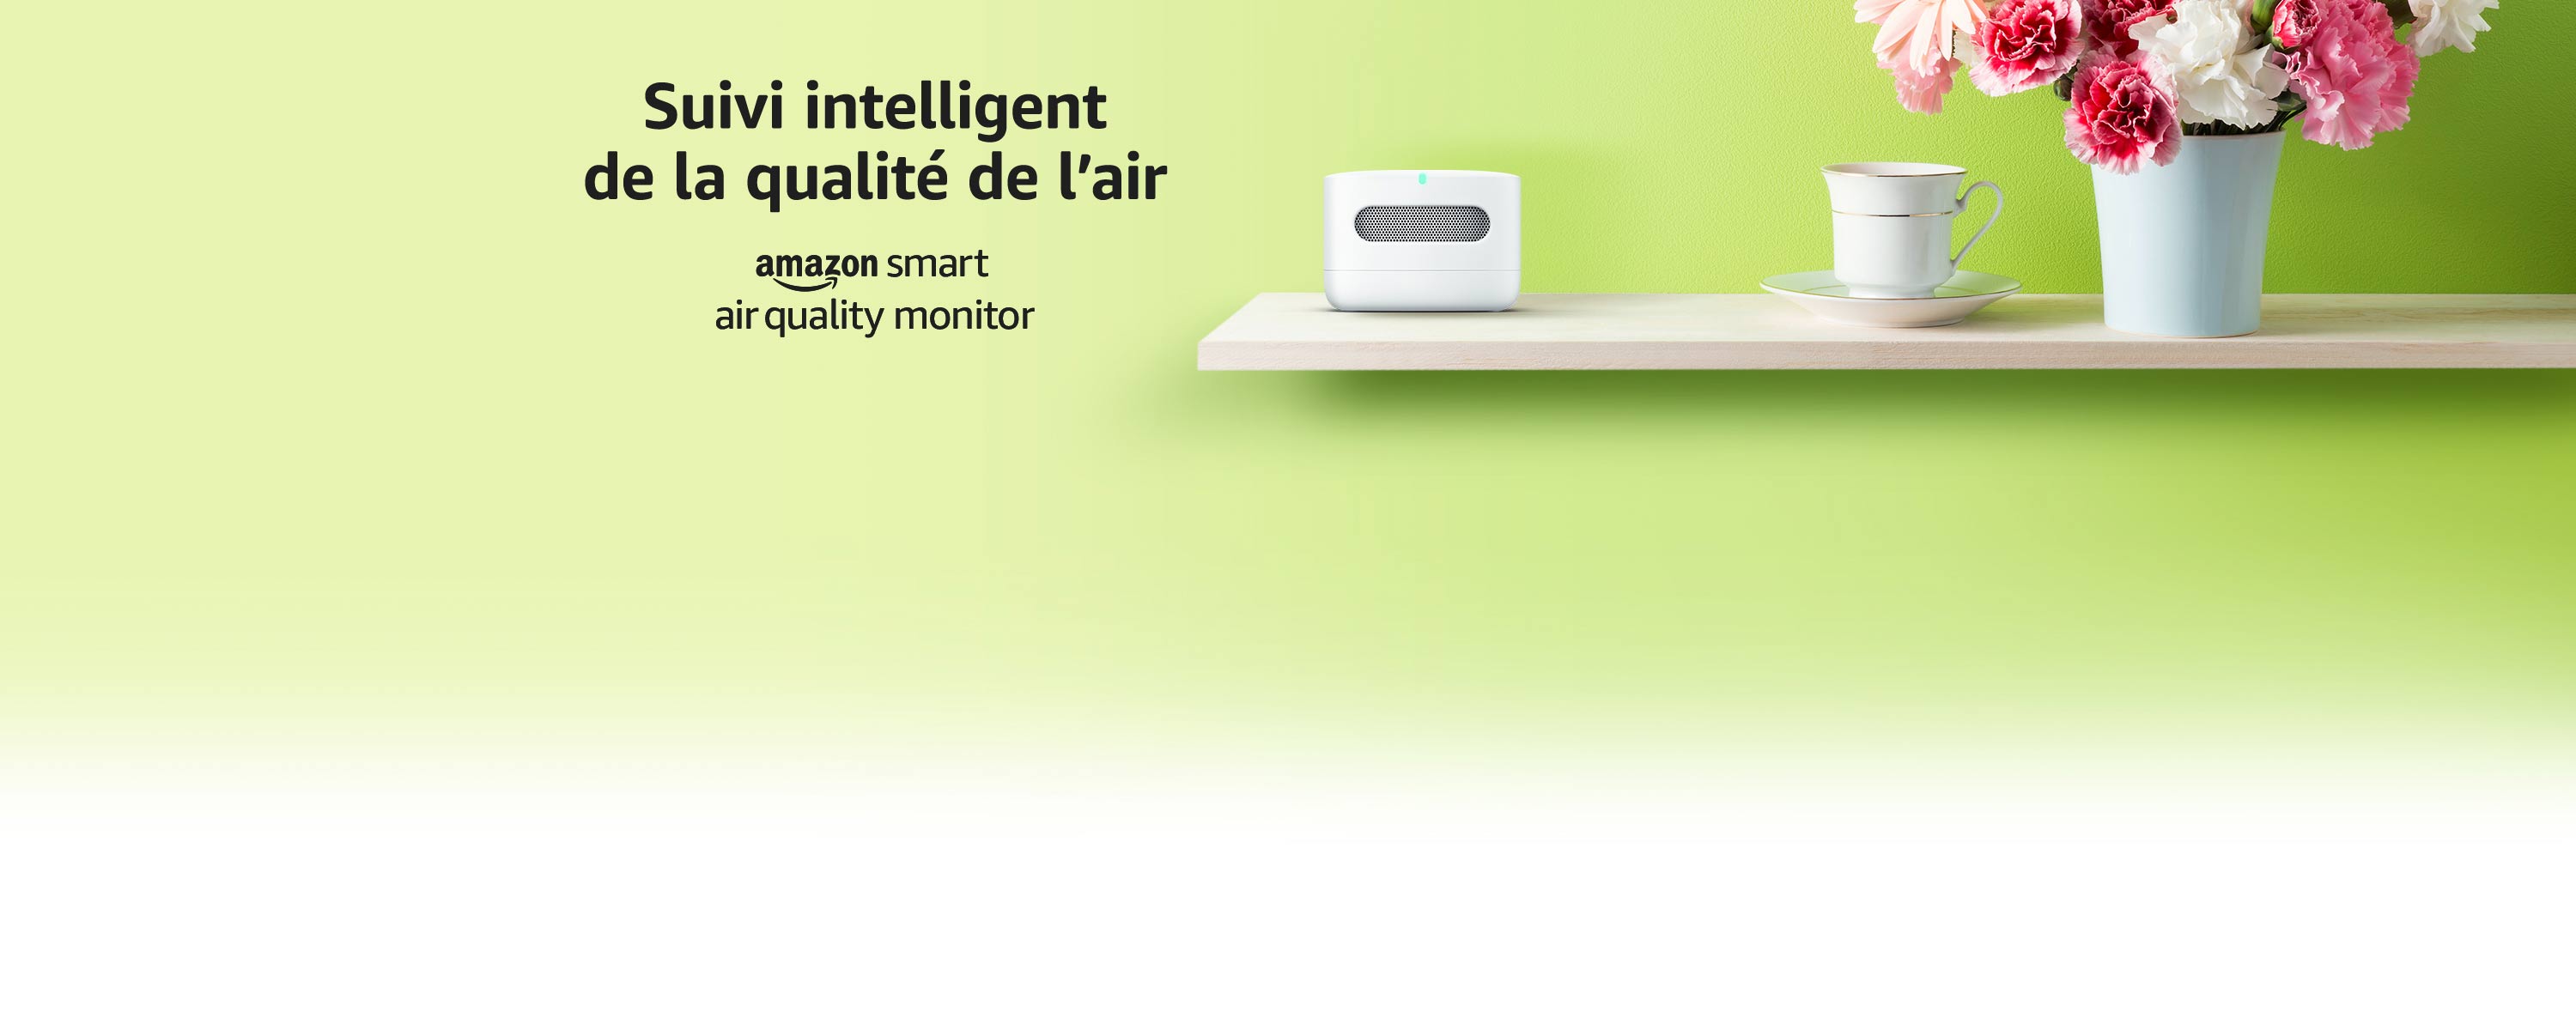 Suivi intelligent
de la qualité de l’air
amazon smart
air quality monitor